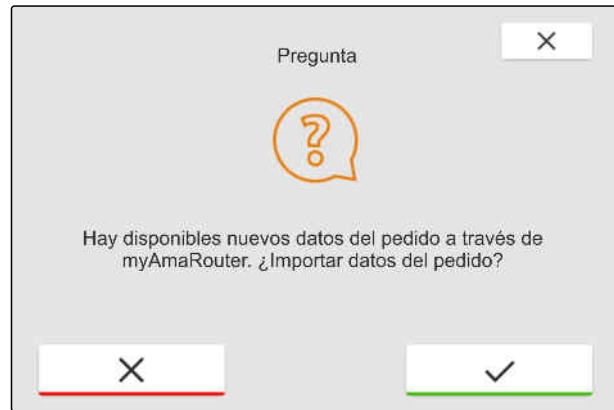 Pregunta
Hay disponibles nuevos datos del pedido a través de
myAmaRouter. ¿Importar datos del pedido?